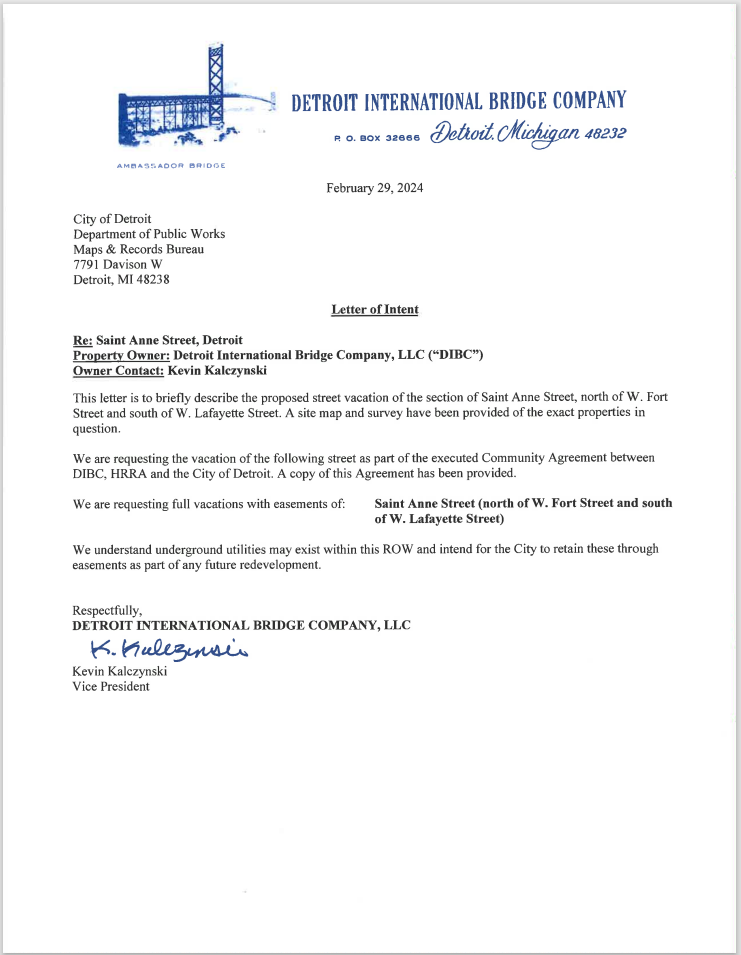 DETROIT INTERNATIONAL BRIDGE COMPANY
P. O. BOX 32666 Detroit, Michigan 48232
AMBASSADOR BRIDGE
February 29, 2024
City of Detroit
Department of Public Works
Maps & Records Bureau
7791 Davison W
Detroit, MI 48238
Letter of Intent
Re: Saint Anne Street, Detroit
Property Owner: Detroit International Bridge Company, LLC (“DIBC”)
Owner Contact: Kevin Kalczynski
This letter is to briefly describe the proposed street vacation of the section of Saint Anne Street, north of W. Fort
Street and south of W. Lafayette Street. A site map and survey have been provided of the exact properties in
question.
We are requesting the vacation of the following street as part of the executed Community Agreement between
DIBC, HRRA and the City of Detroit. A copy of this Agreement has been provided.
We are requesting full vacations with easements of: Saint Anne Street (north of W. Fort Street and south
of W. Lafayette Street)
We understand underground utilities may exist within this ROW and intend for the City to retain these through
easements as part of any future redevelopment.
Respectfully,
DETROIT INTERNATIONAL BRIDGE COMPANY, LLC
K. Kalczynski
Kevin Kalczynski
Vice President